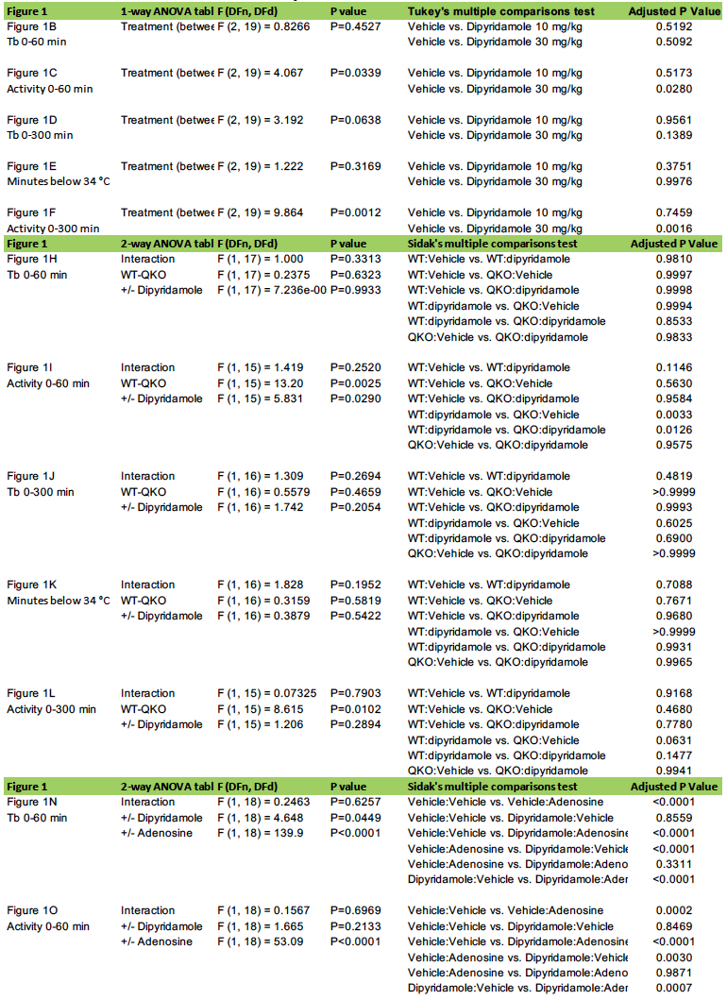 Figure 1 1-way ANOVA tabl F (DFn, DFd) P value Tukey's multiple comparisons test Adjusted P Value
Figure 1B Treatment (betwee F (2, 19) = 0.8266 P=0.4527 Vehicle vs. Dipyridamole 10 mg/kg 0.5192
Tb 0-60 min Vehicle vs. Dipyridamole 30 mg/kg 0.5092
Figure 1C Treatment (betwee F (2, 19) = 4.067 P=0.0339 Vehicle vs. Dipyridamole 10 mg/kg 0.5173
Activity 0-60 min Vehicle vs. Dipyridamole 30 mg/kg 0.0280
Figure 1D Treatment (betwee F (2, 19) = 3.192 P=0.0638 Vehicle vs. Dipyridamole 10 mg/kg 0.9561
Tb 0-300 min Vehicle vs. Dipyridamole 30 mg/kg 0.1389
Figure 1E Treatment (betwee F (2, 19) = 1.222 P=0.3169 Vehicle vs. Dipyridamole 10 mg/kg 0.3751
Minutes below 34 °C Vehicle vs. Dipyridamole 30 mg/kg 0.9976
Figure 1F Treatment (betwee F (2, 19) = 9.864 P=0.0012 Vehicle vs. Dipyridamole 10 mg/kg 0.7459
Activity 0-300 min Vehicle vs. Dipyridamole 30 mg/kg 0.0016
Figure 1 2-way ANOVA tabl F (DFn, DFd) P value Sidak's multiple comparisons test Adjusted P Value
Figure 1H Interaction F (1, 17) = 1.000 P=0.3313 WT:Vehicle vs. WT:dipyridamole 0.9810
Tb 0-60 min WT-QKO F (1, 17) = 0.2375 P=0.6323 WT:Vehicle vs. QKO:Vehicle 0.9997
+/- Dipyridamole F (1, 17) = 7.236e-00 P=0.9933 WT:Vehicle vs. QKO:dipyridamole 0.9998
WT:dipyridamole vs. QKO:Vehicle 0.9994
WT:dipyridamole vs. QKO:dipyridamole 0.8533
QKO:Vehicle vs. QKO:dipyridamole 0.9833
Figure 1I Interaction F (1, 15) = 1.419 P=0.2520 WT:Vehicle vs. WT:dipyridamole 0.1146
Activity 0-60 min WT-QKO F (1, 15) = 13.20 P=0.0025 WT:Vehicle vs. QKO:Vehicle 0.5630
+/- Dipyridamole F (1, 15) = 5.831 P=0.0290 WT:Vehicle vs. QKO:dipyridamole 0.9584
WT:dipyridamole vs. QKO:Vehicle 0.0033
WT:dipyridamole vs. QKO:dipyridamole 0.0126
QKO:Vehicle vs. QKO:dipyridamole 0.9575
Figure 1J Interaction F (1, 16) = 1.309 P=0.2694 WT:Vehicle vs. WT:dipyridamole 0.4819
Tb 0-300 min WT-QKO F (1, 16) = 0.5579 P=0.4659 WT:Vehicle vs. QKO:Vehicle >0.9999
+/- Dipyridamole F (1, 16) = 1.742 P=0.2054 WT:Vehicle vs. QKO:dipyridamole 0.9993
WT:dipyridamole vs. QKO:Vehicle 0.6025
WT:dipyridamole vs. QKO:dipyridamole 0.6900
QKO:Vehicle vs. QKO:dipyridamole >0.9999
Figure 1K Interaction F (1, 16) = 1.828 P=0.1952 WT:Vehicle vs. WT:dipyridamole 0.7088
Minutes below 34 °C WT-QKO F (1, 16) = 0.3159 P=0.5819 WT:Vehicle vs. QKO:Vehicle 0.7671
+/- Dipyridamole F (1, 16) = 0.3879 P=0.5422 WT:Vehicle vs. QKO:dipyridamole 0.9680
WT:dipyridamole vs. QKO:Vehicle >0.9999
WT:dipyridamole vs. QKO:dipyridamole 0.9931
QKO:Vehicle vs. QKO:dipyridamole 0.9965
Figure 1L Interaction F (1, 15) = 0.07325 P=0.7903 WT:Vehicle vs. WT:dipyridamole 0.9168
Activity 0-300 min WT-QKO F (1, 15) = 8.615 P=0.0102 WT:Vehicle vs. QKO:Vehicle 0.4680
+/- Dipyridamole F (1, 15) = 1.206 P=0.2894 WT:Vehicle vs. QKO:dipyridamole 0.7780
WT:dipyridamole vs. QKO:Vehicle 0.0631
WT:dipyridamole vs. QKO:dipyridamole 0.1477
QKO:Vehicle vs. QKO:dipyridamole 0.9941
Figure 1 2-way ANOVA tabl F (DFn, DFd) P value Sidak's multiple comparisons test Adjusted P Value
Figure 1N Interaction F (1, 18) = 0.2463 P=0.6257 Vehicle:Vehicle vs. Vehicle:Adenosine <0.0001
Tb 0-60 min +/- Dipyridamole F (1, 18) = 4.648 P=0.0449 Vehicle:Vehicle vs. Dipyridamole:Vehicle 0.8559
+/- Adenosine F (1, 18) = 139.9 P<0.0001 Vehicle:Vehicle vs. Dipyridamole:Adenosine <0.0001
Vehicle:Adenosine vs. Dipyridamole:Vehicle <0.0001
Vehicle:Adenosine vs. Dipyridamole:Adeno 0.3311
Dipyridamole:Vehicle vs. Dipyridamole:Ader <0.0001
Figure 1O Interaction F (1, 18) = 0.1567 P=0.6969 Vehicle:Vehicle vs. Vehicle:Adenosine 0.0002
Activity 0-60 min +/- Dipyridamole F (1, 18) = 1.665 P=0.2133 Vehicle:Vehicle vs. Dipyridamole:Vehicle 0.8469
+/- Adenosine F (1, 18) = 53.09 P<0.0001 Vehicle:Vehicle vs. Dipyridamole:Adenosine <0.0001
Vehicle:Adenosine vs. Dipyridamole:Vehicle 0.0030
Vehicle:Adenosine vs. Dipyridamole:Adeno 0.9871
Dipyridamole:Vehicle vs. Dipyridamole:Ader 0.0007